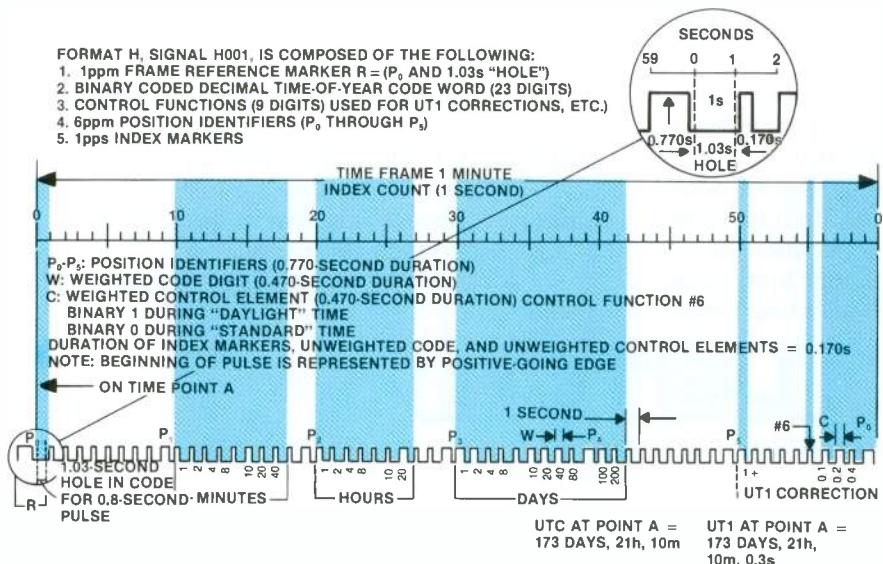 FORMAT H, SIGNAL H001, IS COMPOSED OF THE FOLLOWING:
1. 1ppm FRAME REFERENCE MARKER R = (P₀ AND 1.03s “HOLE”)
2. BINARY CODED DECIMAL TIME-OF-YEAR CODE WORD (23 DIGITS)
3. CONTROL FUNCTIONS (9 DIGITS) USED FOR UT1 CORRECTIONS, ETC.)
4. 6ppm POSITION IDENTIFIERS (P₀ THROUGH P₅)
5. 1pps INDEX MARKERS
SECONDS
59 0 1 2
1s
0.770s 1.03s 0.170s
HOLE
TIME FRAME 1 MINUTE
INDEX COUNT (1 SECOND)
0 10 20 30 40 50 0
P₀-P₅: POSITION IDENTIFIERS (0.770-SECOND DURATION)
W: WEIGHTED CODE DIGIT (0.470-SECOND DURATION)
C: WEIGHTED CONTROL ELEMENT (0.470-SECOND DURATION) CONTROL FUNCTION #6
BINARY 1 DURING “DAYLIGHT” TIME
BINARY 0 DURING “STANDARD” TIME
DURATION OF INDEX MARKERS, UNWEIGHTED CODE, AND UNWEIGHTED CONTROL ELEMENTS = 0.170s
NOTE: BEGINNING OF PULSE IS REPRESENTED BY POSITIVE-GOING EDGE
ON TIME POINT A
1 SECOND
P P₁ P₂ P₃ W P₄ P₅ #6 C P₀
1 2 4 8 10 20 40 1 2 4 8 10 20 1 2 4 8 10 20 40 80 100 200 1 + 0.1 0.2 0.4
R
1.03-SECOND
HOLE IN CODE
FOR 0.8-SECOND
PULSE
MINUTES HOURS DAYS UT1 CORRECTION
UTC AT POINT A =
173 DAYS, 21h, 10m
UT1 AT POINT A =
173 DAYS, 21h,
10m, 0.3s